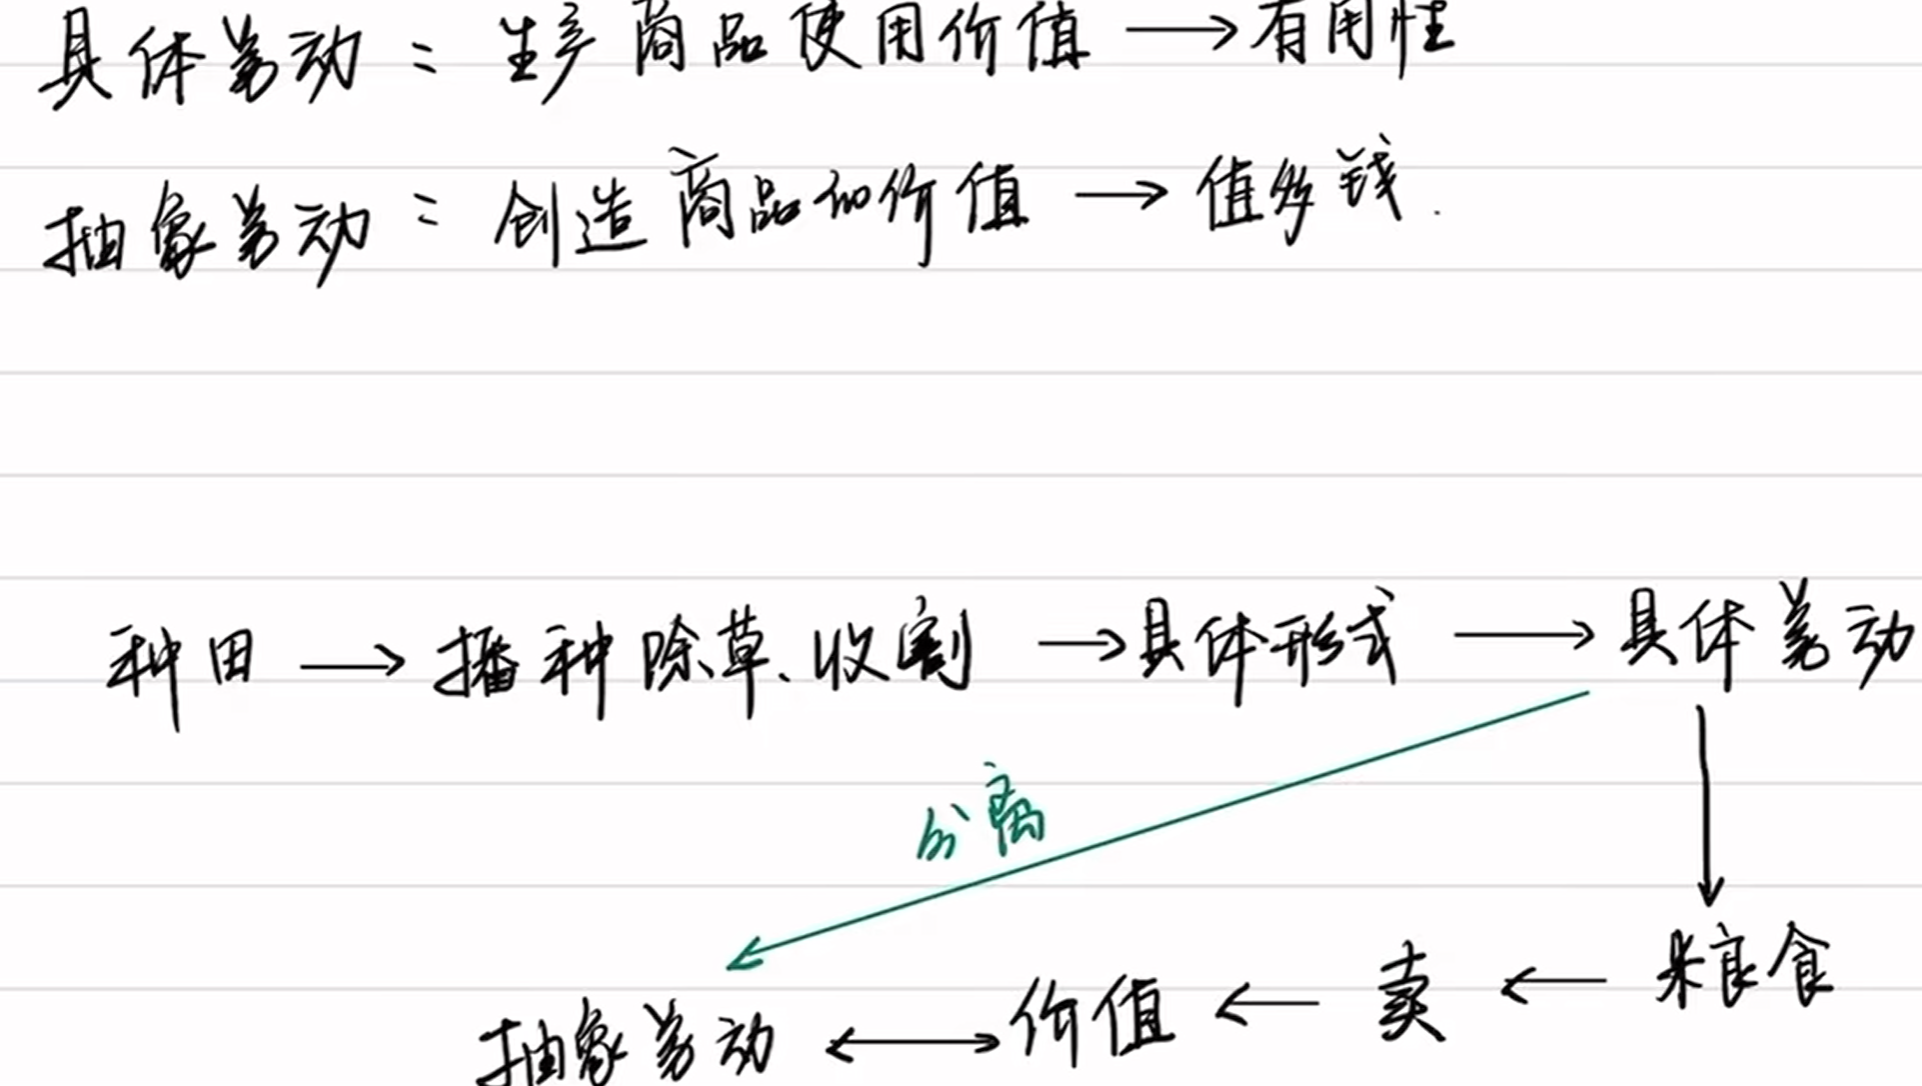 具体劳动：生产商品使用价值→有用性
抽象劳动：创造商品的价值→值多钱.
种田→播种除草、收割→具体形式→具体劳动
分离
抽象劳动↔价值←卖←粮食